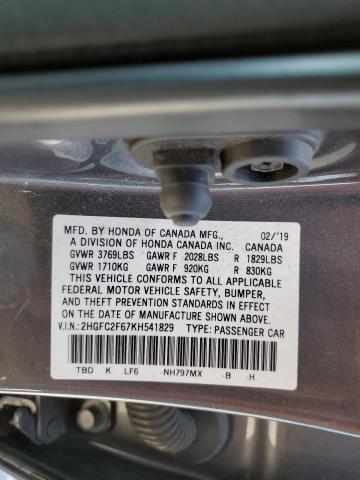 MFD. BY HONDA OF CANADA MFG., 02/'19
A DIVISION OF HONDA CANADA INC. CANADA
GVWR 3769LBS GAWR F 2028LBS R 1829LBS
GVWR 1710KG GAWR F 920KG R 830KG
THIS VEHICLE CONFORMS TO ALL APPLICABLE
FEDERAL MOTOR VEHICLE SAFETY, BUMPER,
AND THEFT PREVENTION STANDARDS IN EFFECT
ON THE DATE OF MANUFACTURE SHOWN ABOVE.
V.I.N.: 2HGFC2F67KH541829 TYPE: PASSENGER CAR
TBD K LF6 -NH797MX -B -H